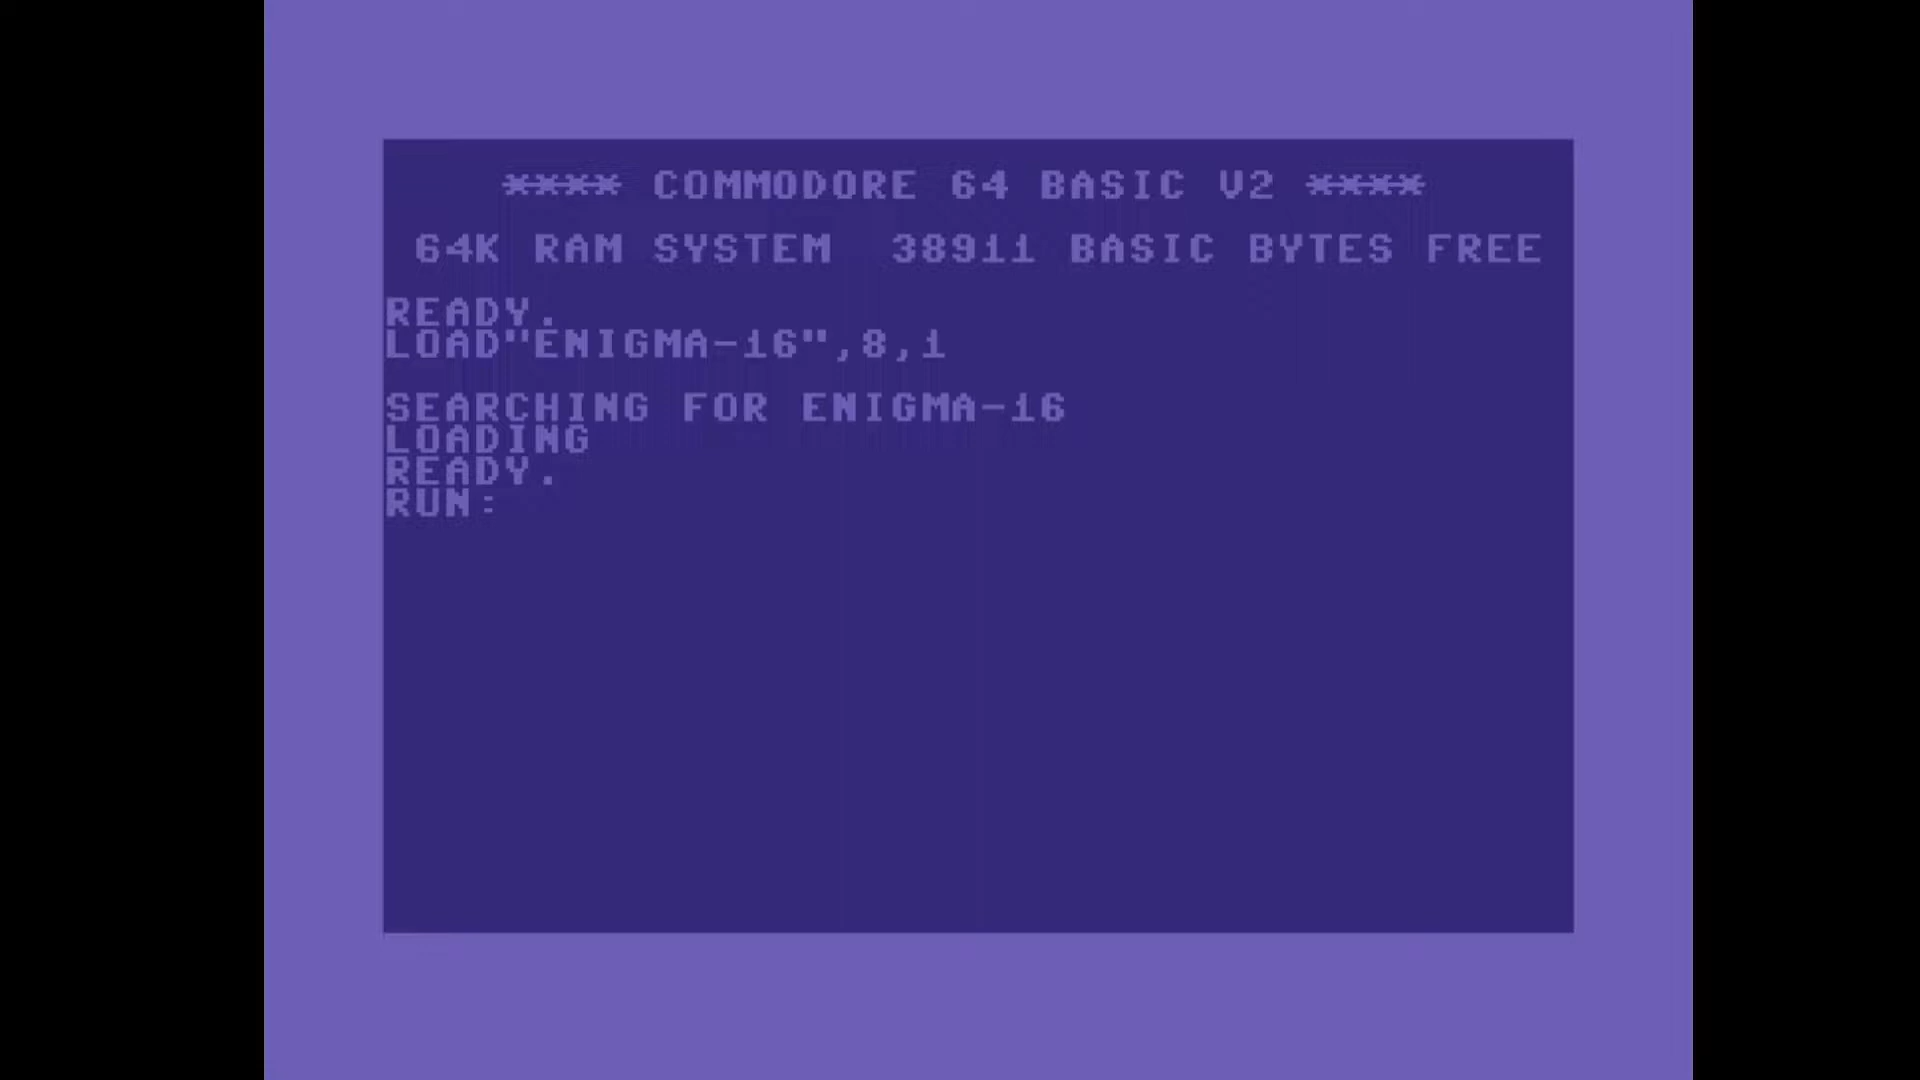 **** COMMODORE 64 BASIC V2 ****
64K RAM SYSTEM  38911 BASIC BYTES FREE
READY.
LOAD"ENIGMA-16",8,1
SEARCHING FOR ENIGMA-16
LOADING
READY.
RUN: